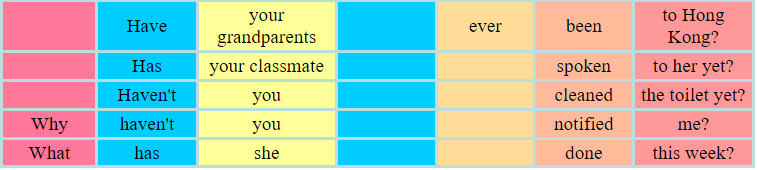 Have your grandparents ever been to Hong Kong?
Has your classmate spoken to her yet?
Haven't you cleaned the toilet yet?
Why haven't you notified me?
What has she done this week?